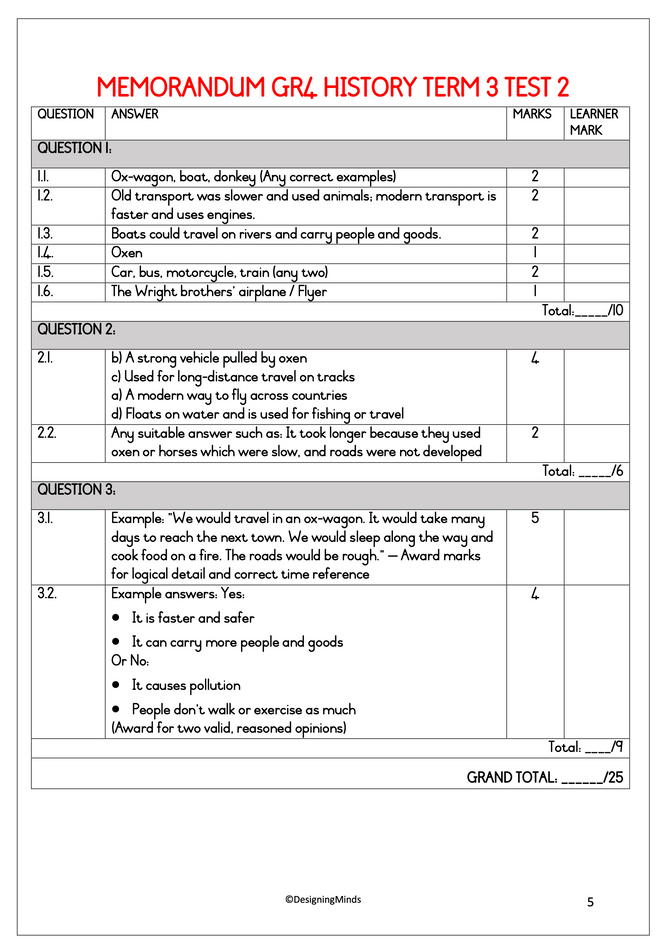 MEMORANDUM GR4 HISTORY TERM 3 TEST 2
QUESTION ANSWER MARKS LEARNER
MARK
QUESTION 1:
1.1. Ox-wagon, boat, donkey (Any correct examples) 2
1.2. Old transport was slower and used animals; modern transport is 2
faster and uses engines.
1.3. Boats could travel on rivers and carry people and goods. 2
1.4. Oxen 1
1.5. Car, bus, motorcycle, train (any two) 2
1.6. The Wright brothers' airplane / Flyer 1
Total:_____/10
QUESTION 2:
2.1. b) A strong vehicle pulled by oxen 4
c) Used for long-distance travel on tracks
a) A modern way to fly across countries
d) Floats on water and is used for fishing or travel
2.2. Any suitable answer such as: It took longer because they used 2
oxen or horses which were slow, and roads were not developed
Total: _____/6
QUESTION 3:
3.1. Example: "We would travel in an ox-wagon. It would take many 5
days to reach the next town. We would sleep along the way and
cook food on a fire. The roads would be rough." – Award marks
for logical detail and correct time reference
3.2. Example answers: Yes: 4
● It is faster and safer
● It can carry more people and goods
Or No:
● It causes pollution
● People don't walk or exercise as much
(Award for two valid, reasoned opinions)
Total: ____/9
GRAND TOTAL: ______/25
©DesigningMinds
5